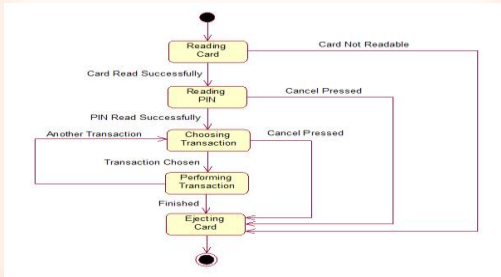 Reading
Card
Card Not Readable
Card Read Successfully
Reading
PIN
Cancel Pressed
PIN Read Successfully
Another Transaction
Choosing
Transaction
Cancel Pressed
Transaction Chosen
Performing
Transaction
Finished
Ejecting
Card